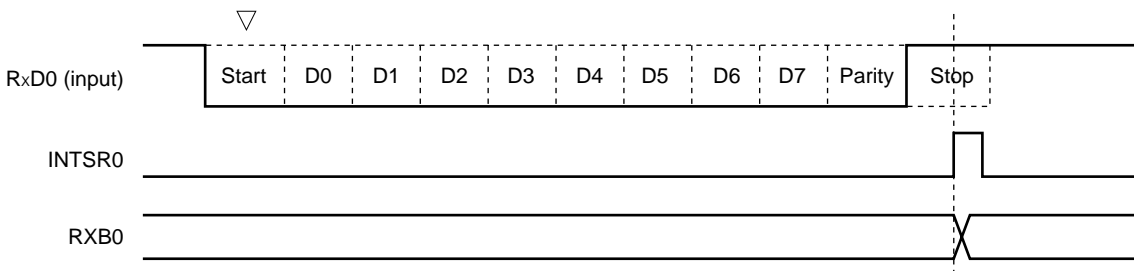 ▽
RxD0 (input) Start D0 D1 D2 D3 D4 D5 D6 D7 Parity Stop
INTSR0
RXB0